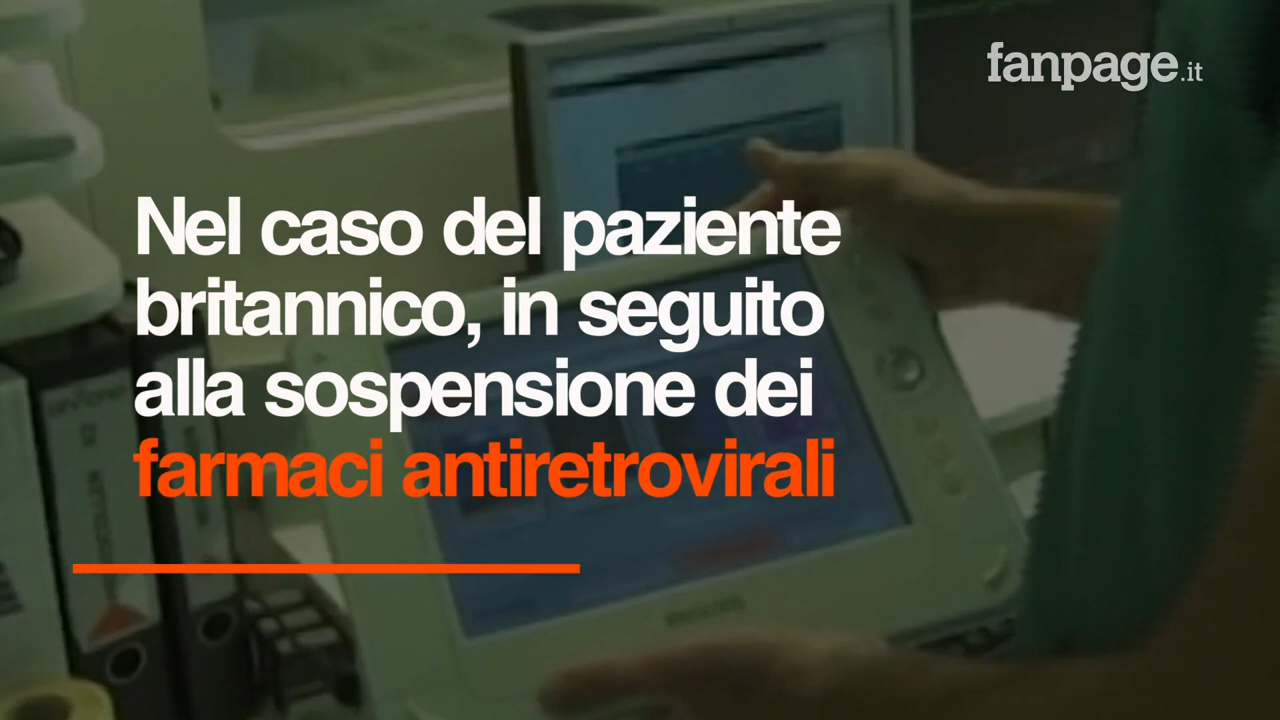 fanpage.it
Nel caso del paziente
britannico, in seguito
alla sospensione dei
farmaci antiretrovirali